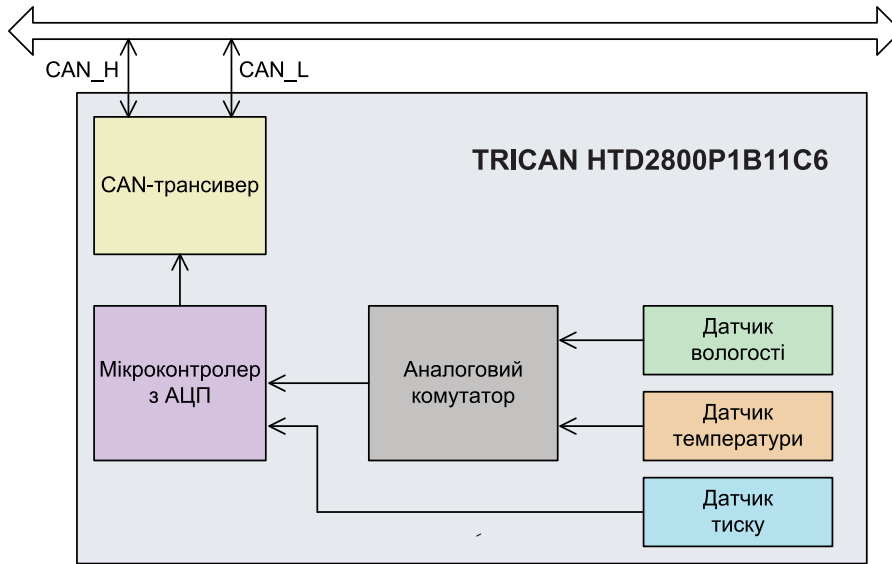 CAN_H
CAN_L
TRICAN HTD2800P1B11C6
CAN-трансивер
Мікроконтролер
з АЦП
Аналоговий
комутатор
Датчик
вологості
Датчик
температури
Датчик
тиску